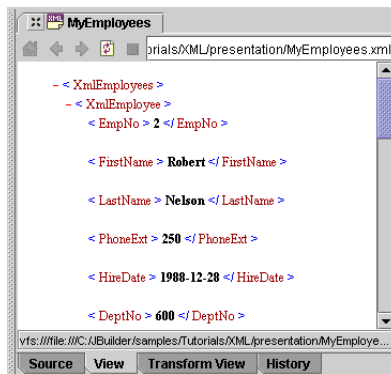 XML MyEmployees
orials/XML/presentation/MyEmployees.xml
- < XmlEmployees >
- < XmlEmployee >
< EmpNo > 2 </ EmpNo >
< FirstName > Robert </ FirstName >
< LastName > Nelson </ LastName >
< PhoneExt > 250 </ PhoneExt >
< HireDate > 1988-12-28 </ HireDate >
< DeptNo > 600 </ DeptNo >
vfs:///file:///C:/JBuilder/samples/Tutorials/XML/presentation/MyEmploye...
Source View Transform View History